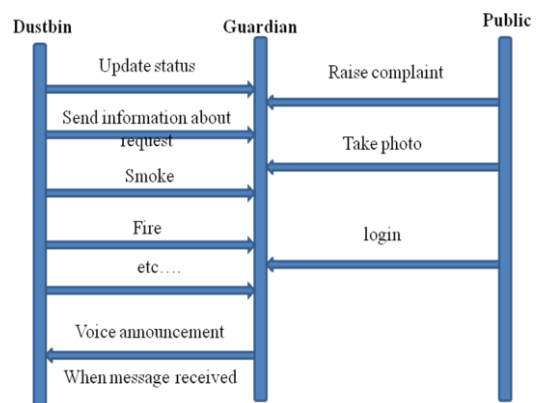 Dustbin
Guardian
Public
Update status
Raise complaint
Send information about
request
Take photo
Smoke
Fire
login
etc....
Voice announcement
When message received